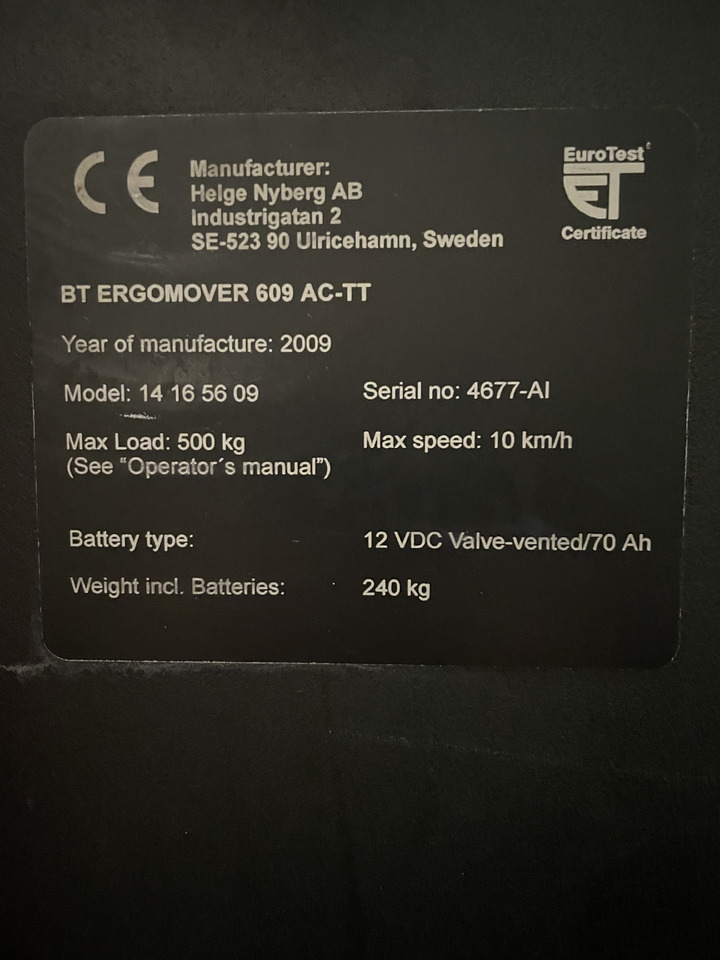 CE
Manufacturer:
Helge Nyberg AB
Industrigatan 2
SE-523 90 Ulricehamn, Sweden
EuroTest
ET
Certificate
BT ERGOMOVER 609 AC-TT
Year of manufacture: 2009
Model: 14 16 56 09
Serial no: 4677-AI
Max Load: 500 kg
(See “Operator´s manual”)
Max speed: 10 km/h
Battery type:
12 VDC Valve-vented/70 Ah
Weight incl. Batteries:
240 kg